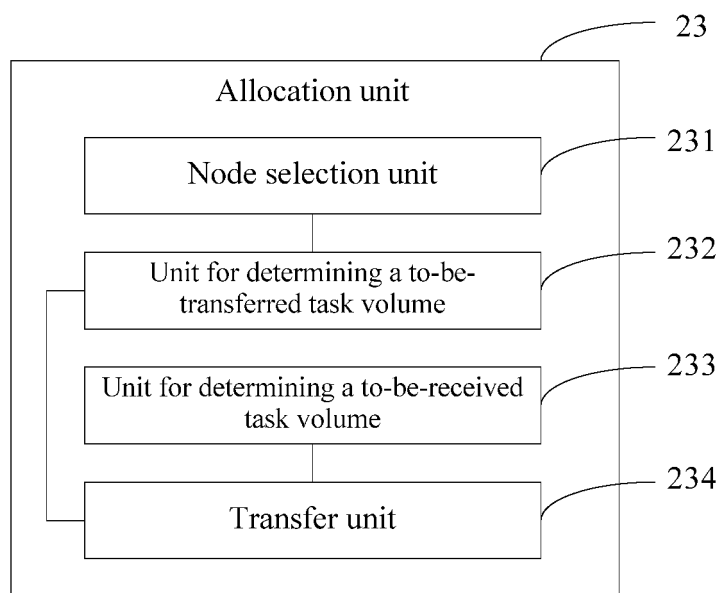 23
Allocation unit
231
Node selection unit
232
Unit for determining a to-be-
transferred task volume
233
Unit for determining a to-be-received
task volume
234
Transfer unit